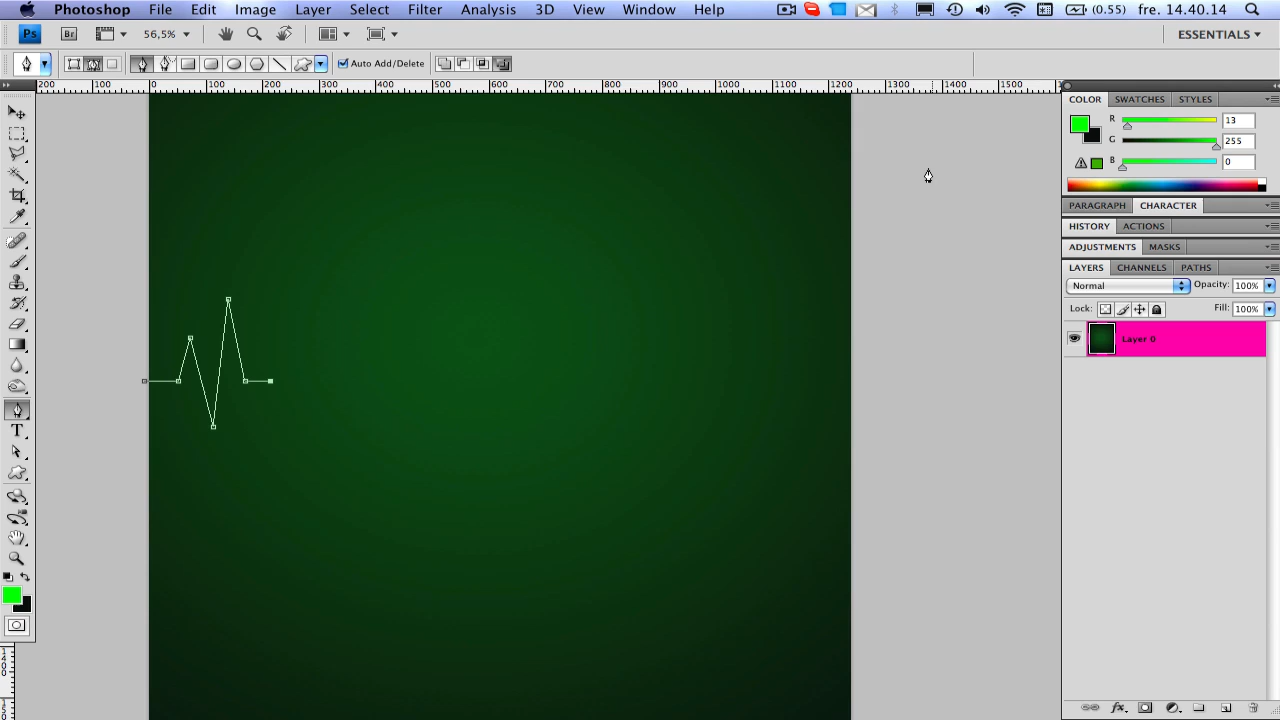 Photoshop File Edit Image Layer Select Filter Analysis 3D View Window Help (0.55) fre. 14.40.14
Ps Br 56,5% ESSENTIALS
Auto Add/Delete
200 100 0 100 200 300 400 500 600 700 800 900 1000 1100 1200 1300 1400 1500
COLOR SWATCHES STYLES
R 13
G 255
B 0
PARAGRAPH CHARACTER
HISTORY ACTIONS
ADJUSTMENTS MASKS
LAYERS CHANNELS PATHS
Normal Opacity: 100%
Lock: Fill: 100%
Layer 0
T
fx